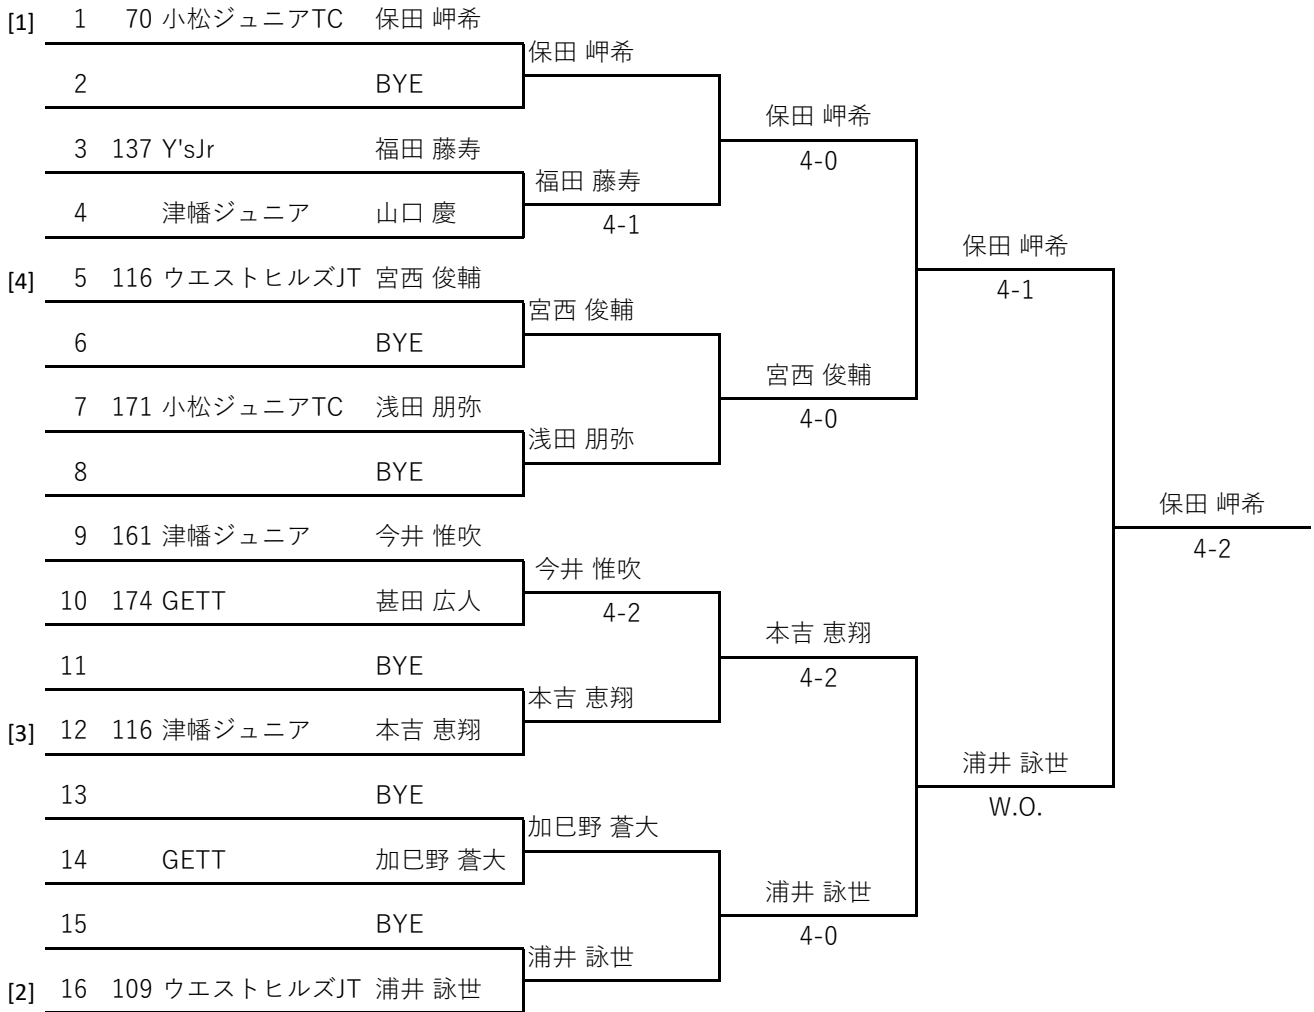 [1] 1 70 小松ジュニアTC 保田 岬希
保田 岬希
2 BYE
保田 岬希
4-0
3 137 Y'sJr 福田 藤寿
福田 藤寿
4-1
4 津幡ジュニア 山口 慶
保田 岬希
4-1
[4] 5 116 ウエストヒルズJT 宮西 俊輔
宮西 俊輔
6 BYE
宮西 俊輔
4-0
7 171 小松ジュニアTC 浅田 朋弥
浅田 朋弥
8 BYE
保田 岬希
4-2
9 161 津幡ジュニア 今井 惟吹
今井 惟吹
4-2
10 174 GETT 甚田 広人
本吉 恵翔
4-2
11 BYE
本吉 恵翔
[3] 12 116 津幡ジュニア 本吉 恵翔
浦井 詠世
W.O.
13 BYE
加巳野 蒼大
14 GETT 加巳野 蒼大
浦井 詠世
4-0
15 BYE
浦井 詠世
[2] 16 109 ウエストヒルズJT 浦井 詠世